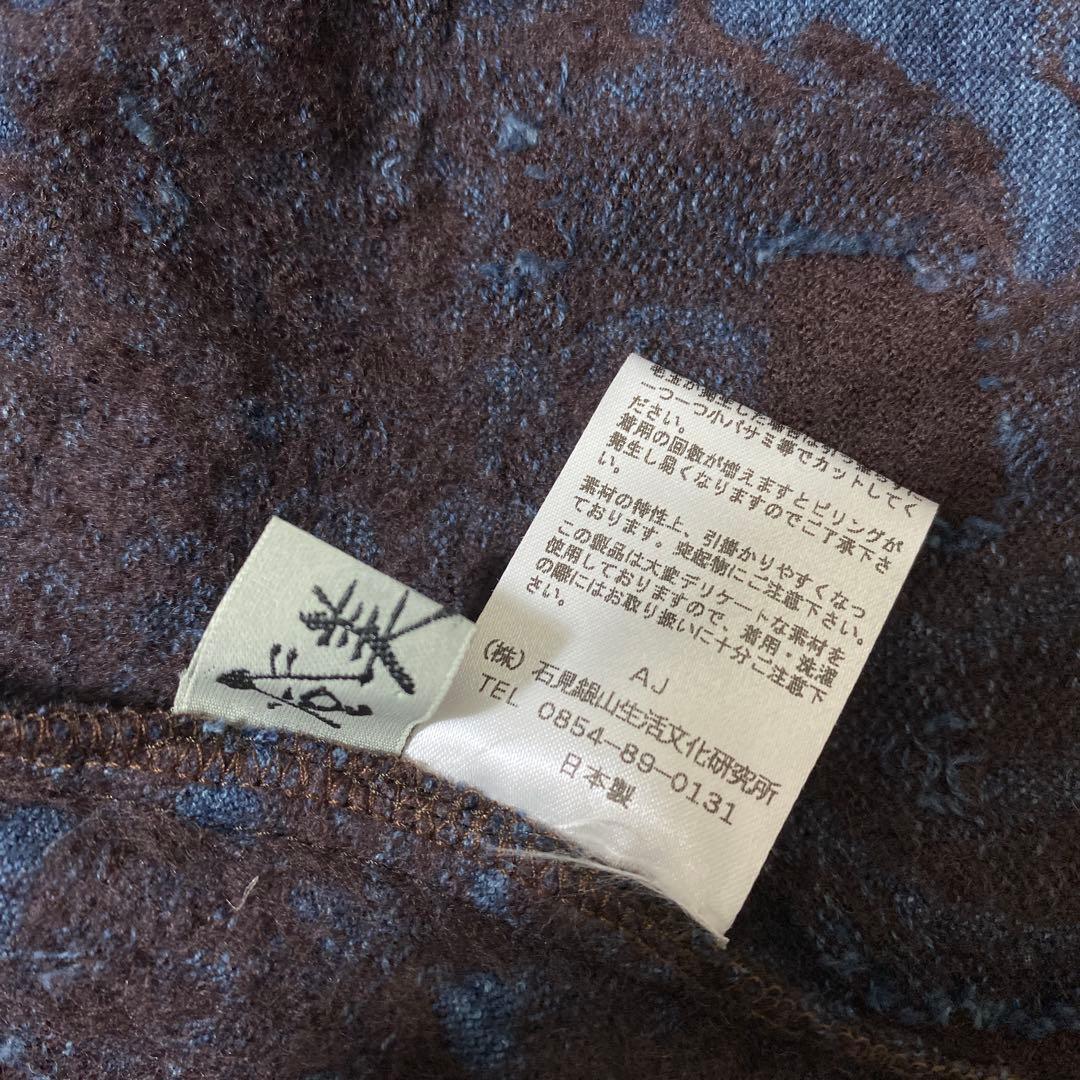 一つ一つ小バサミ等でカットしてく
ださい。
着用の回数が増えますとピリングが
発生し易くなりますのでご了承下さ
い。
素材の特性上、引掛かりやすくなっ
ております。突起物にご注意下さい。
この製品は大変デリケートな素材を
使用しておりますので、着用・洗濯
の際にはお取り扱いに十分ご注意下
さい。
AJ
(株) 石見銀山生活文化研究所
TEL 0854-89-0131
日本製